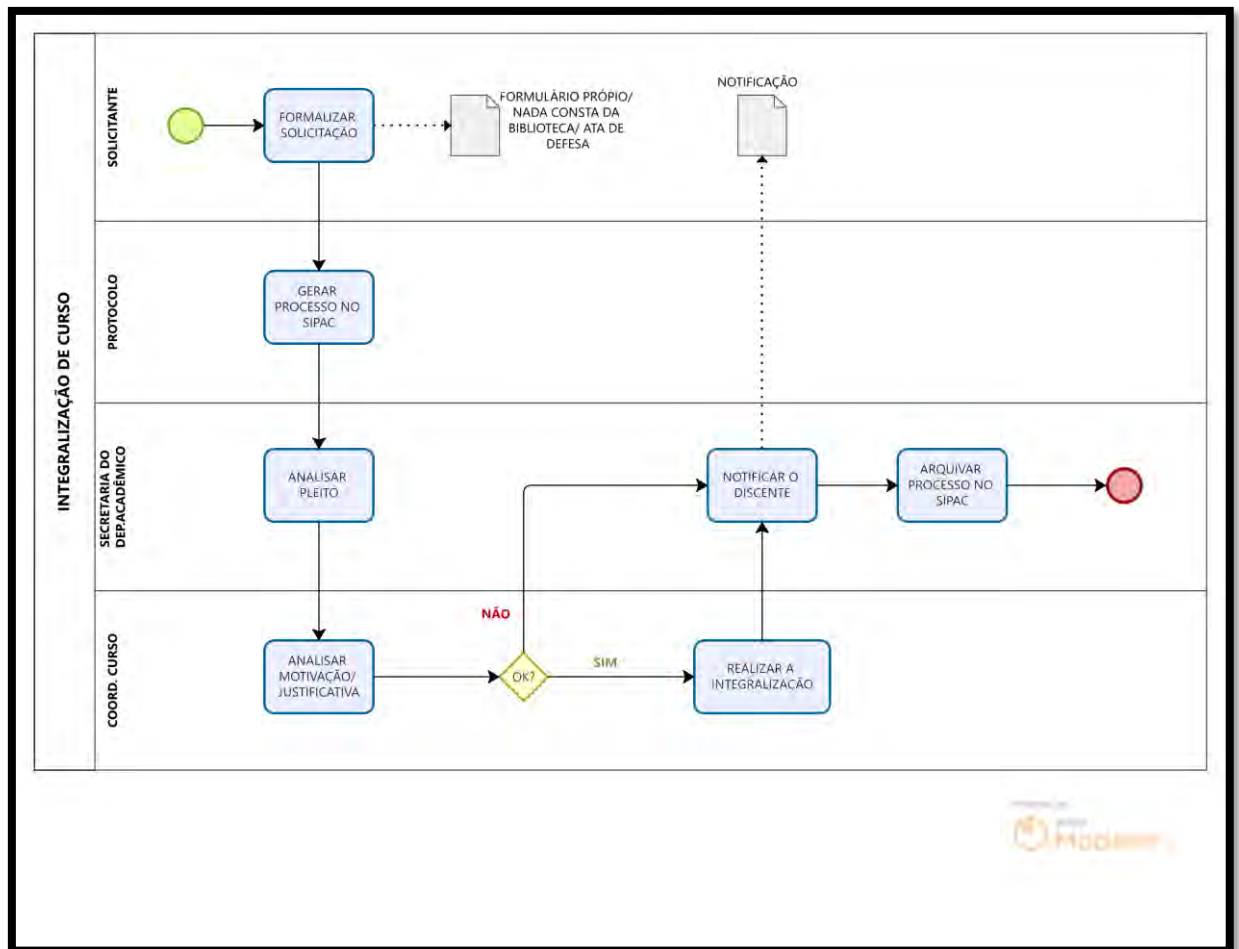 INTEGRALIZAÇÃO DE CURSO
SOLICITANTE
FORMALIZAR
SOLICITAÇÃO
FORMULÁRIO PRÓPIO/
NADA CONSTA DA
BIBLIOTECA/ ATA DE
DEFESA
NOTIFICAÇÃO
PROTOCOLO
GERAR
PROCESSO NO
SIPAC
SECRETARIA DO
DEP.ACADÊMICO
ANALISAR
PLEITO
NOTIFICAR O
DISCENTE
ARQUIVAR
PROCESSO NO
SIPAC
COORD. CURSO
ANALISAR
MOTIVAÇÃO/
JUSTIFICATIVA
NÃO
OK?
SIM
REALIZAR A
INTEGRALIZAÇÃO